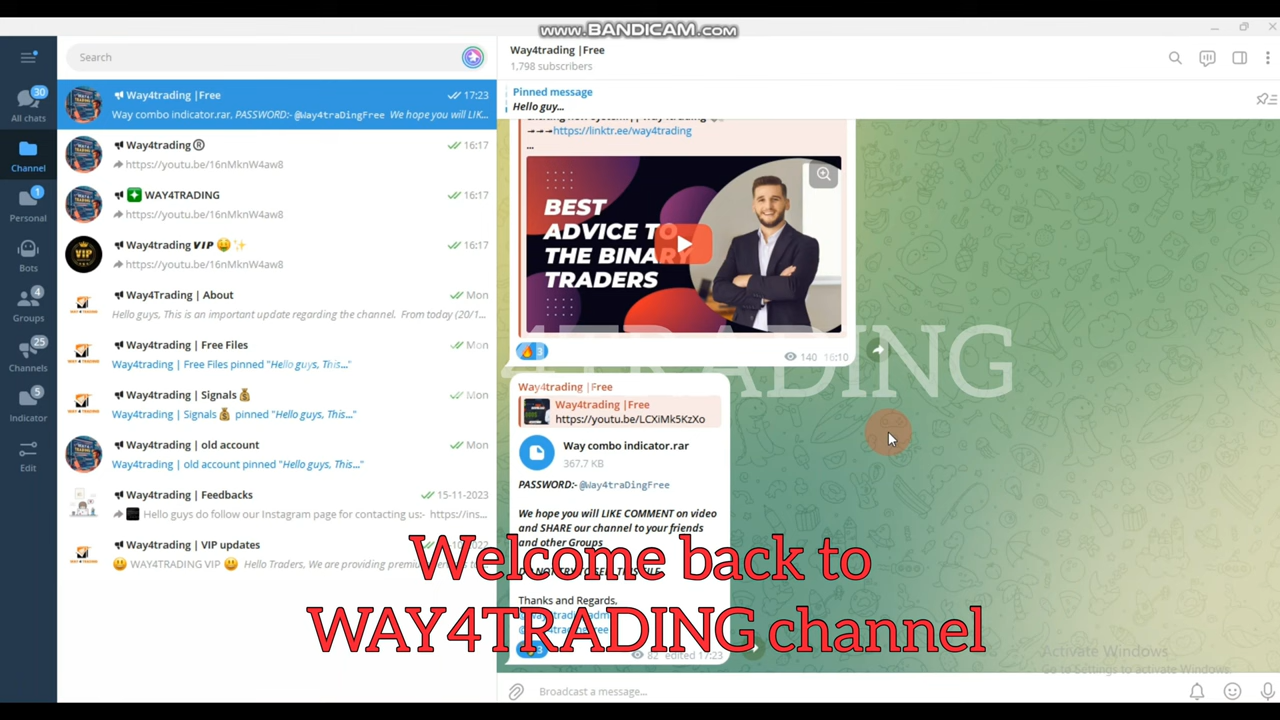 www.BANDICAM.com
Search
Way4trading |Free
1,798 subscribers
Pinned message
Hello guy...
30
All chats
Channel
1
Personal
Bots
4
Groups
25
Channels
5
Indicator
Edit
Way4trading |Free 17:23
Way combo indicator.rar, PASSWORD:- @Way4traDingFree We hope you will LIK...
Way4trading ® 16:17
https://youtu.be/16nMknW4aw8
WAY4TRADING 16:17
https://youtu.be/16nMknW4aw8
Way4trading VIP 16:17
https://youtu.be/16nMknW4aw8
VIP
Way4Trading | About Mon
Hello guys, This is an important update regarding the channel. From today (20/1...
Way4trading | Free Files Mon
Way4trading | Free Files pinned "Hello guys, This..."
Way4trading | Signals Mon
Way4trading | Signals pinned "Hello guys, This..."
Way4trading | old account Mon
Way4trading | old account pinned "Hello guys, This..."
Way4trading | Feedbacks 15-11-2023
Hello guys do follow our Instagram page for contacting us:- https://ins...
Way4trading | VIP updates
WAY4TRADING VIP Hello Traders, We are providing premium
https://linktr.ee/way4trading
...
BEST
ADVICE TO
THE BINARY
TRADERS
3
140 16:10
4TRADING
Way4trading |Free
Way4trading |Free
https://youtu.be/LCXiMk5KzXo
Way combo indicator.rar
367.7 KB
PASSWORD:- @Way4traDingFree
We hope you will LIKE COMMENT on video
and SHARE our channel to your friends
and other Groups
Welcome back to
WAY4TRADING channel
Thanks and Regards,
3
82 edited 17:23
Activate Windows
Go to Settings to activate Windows.
Broadcast a message...